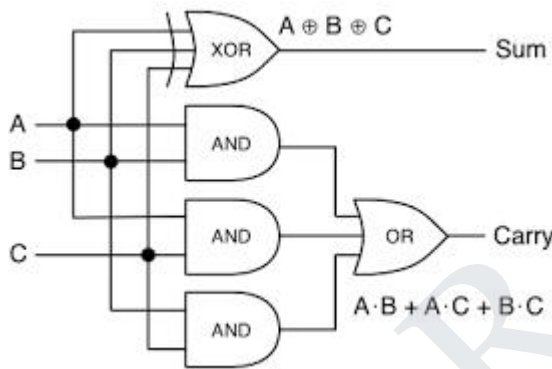 A ⊕ B ⊕ C
XOR
Sum
A
AND
B
AND
OR
Carry
C
A·B + A·C + B·C
AND